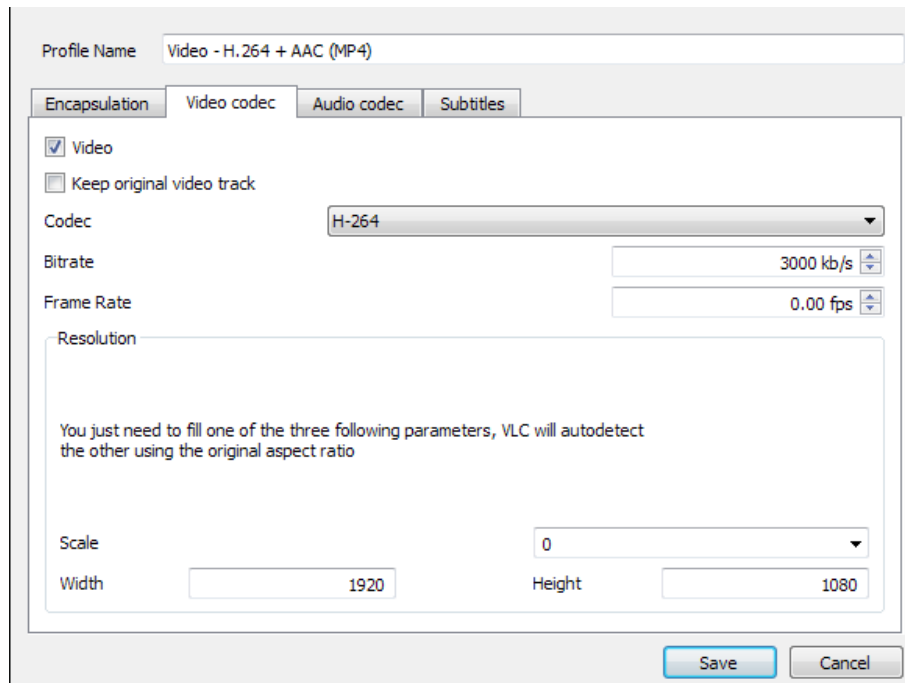 Profile Name Video - H.264 + AAC (MP4)
Encapsulation Video codec Audio codec Subtitles
Video
Keep original video track
Codec H-264
Bitrate 3000 kb/s
Frame Rate 0.00 fps
Resolution
You just need to fill one of the three following parameters, VLC will autodetect
the other using the original aspect ratio
Scale 0
Width 1920 Height 1080
Save Cancel